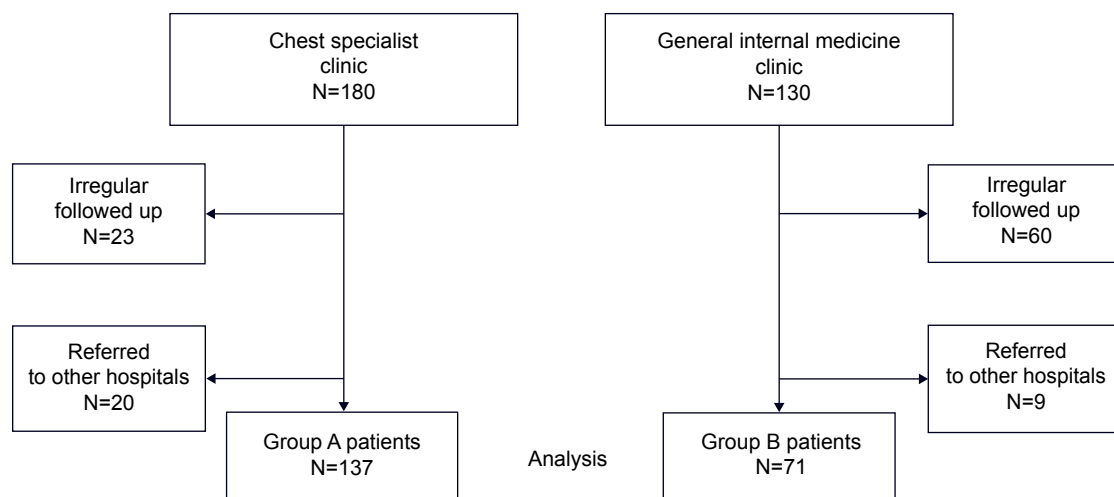 Chest specialist
clinic
N=180
General internal medicine
clinic
N=130
Irregular
followed up
N=23
Irregular
followed up
N=60
Referred
to other hospitals
N=20
Referred
to other hospitals
N=9
Group A patients
N=137
Analysis
Group B patients
N=71